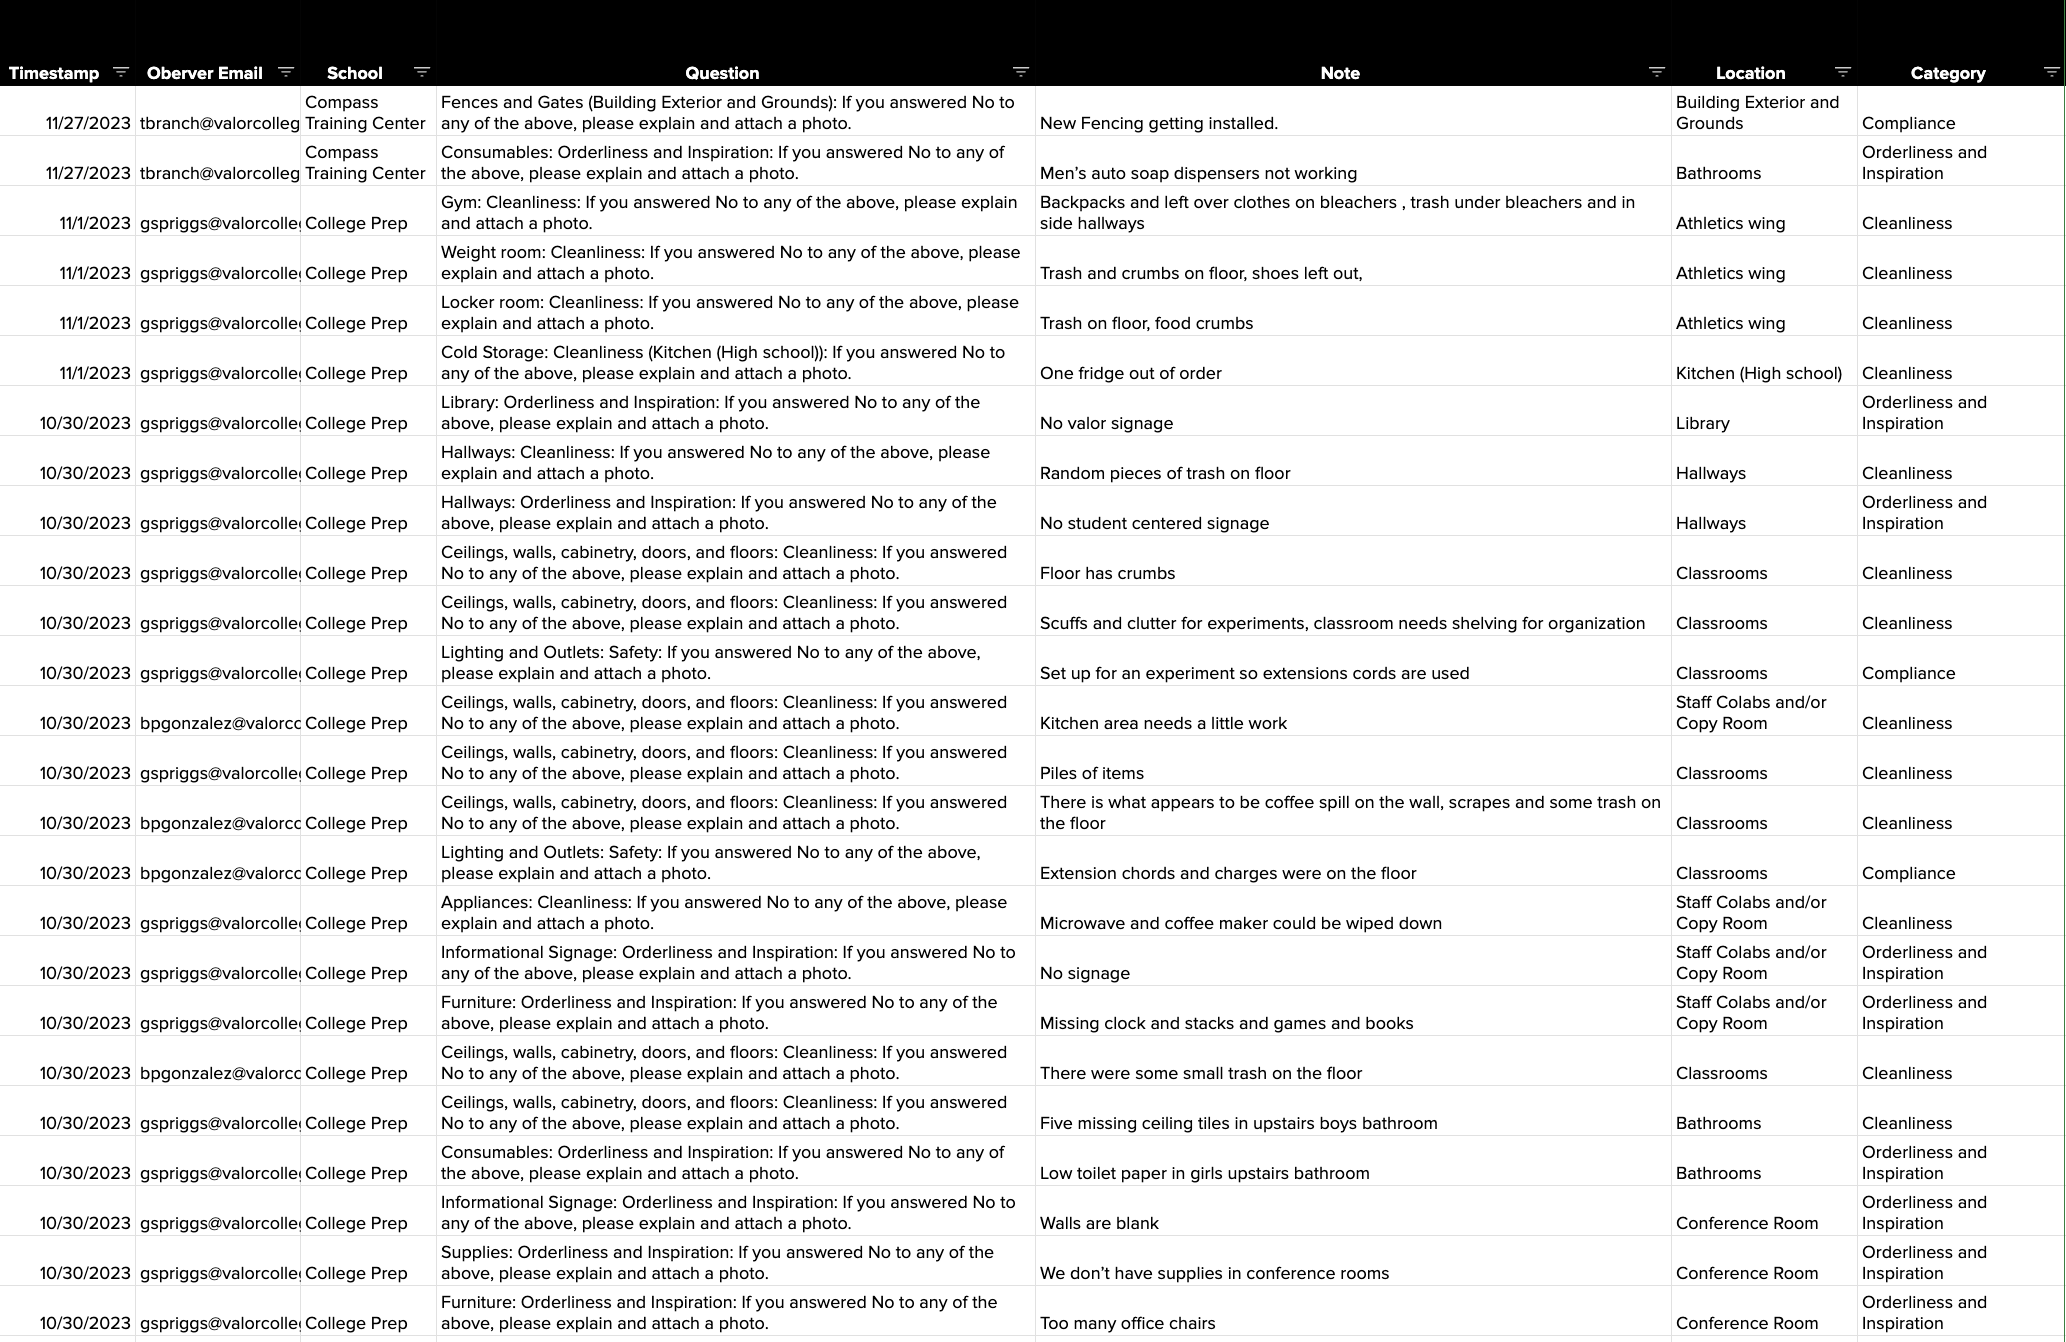 Timestamp Oberver Email School Question Note Location Category
Compass Fences and Gates (Building Exterior and Grounds): If you answered No to Building Exterior and
11/27/2023 tbranch@valorcolleg Training Center any of the above, please explain and attach a photo. New Fencing getting installed. Grounds Compliance
Compass Consumables: Orderliness and Inspiration: If you answered No to any of Orderliness and
11/27/2023 tbranch@valorcolleg Training Center the above, please explain and attach a photo. Men’s auto soap dispensers not working Bathrooms Inspiration
Gym: Cleanliness: If you answered No to any of the above, please explain Backpacks and left over clothes on bleachers , trash under bleachers and in
11/1/2023 gspriggs@valorcolle College Prep and attach a photo. side hallways Athletics wing Cleanliness
Weight room: Cleanliness: If you answered No to any of the above, please
11/1/2023 gspriggs@valorcolle College Prep explain and attach a photo. Trash and crumbs on floor, shoes left out, Athletics wing Cleanliness
Locker room: Cleanliness: If you answered No to any of the above, please
11/1/2023 gspriggs@valorcolle College Prep explain and attach a photo. Trash on floor, food crumbs Athletics wing Cleanliness
Cold Storage: Cleanliness (Kitchen (High school)): If you answered No to
11/1/2023 gspriggs@valorcolle College Prep any of the above, please explain and attach a photo. One fridge out of order Kitchen (High school) Cleanliness
Library: Orderliness and Inspiration: If you answered No to any of the Orderliness and
10/30/2023 gspriggs@valorcolle College Prep above, please explain and attach a photo. No valor signage Library Inspiration
Hallways: Cleanliness: If you answered No to any of the above, please
10/30/2023 gspriggs@valorcolle College Prep explain and attach a photo. Random pieces of trash on floor Hallways Cleanliness
Hallways: Orderliness and Inspiration: If you answered No to any of the Orderliness and
10/30/2023 gspriggs@valorcolle College Prep above, please explain and attach a photo. No student centered signage Hallways Inspiration
Ceilings, walls, cabinetry, doors, and floors: Cleanliness: If you answered
10/30/2023 gspriggs@valorcolle College Prep No to any of the above, please explain and attach a photo. Floor has crumbs Classrooms Cleanliness
Ceilings, walls, cabinetry, doors, and floors: Cleanliness: If you answered
10/30/2023 gspriggs@valorcolle College Prep No to any of the above, please explain and attach a photo. Scuffs and clutter for experiments, classroom needs shelving for organization Classrooms Cleanliness
Lighting and Outlets: Safety: If you answered No to any of the above,
10/30/2023 gspriggs@valorcolle College Prep please explain and attach a photo. Set up for an experiment so extensions cords are used Classrooms Compliance
Ceilings, walls, cabinetry, doors, and floors: Cleanliness: If you answered Staff Colabs and/or
10/30/2023 bpgonzalez@valorco College Prep No to any of the above, please explain and attach a photo. Kitchen area needs a little work Copy Room Cleanliness
Ceilings, walls, cabinetry, doors, and floors: Cleanliness: If you answered
10/30/2023 gspriggs@valorcolle College Prep No to any of the above, please explain and attach a photo. Piles of items Classrooms Cleanliness
Ceilings, walls, cabinetry, doors, and floors: Cleanliness: If you answered There is what appears to be coffee spill on the wall, scrapes and some trash on
10/30/2023 bpgonzalez@valorco College Prep No to any of the above, please explain and attach a photo. the floor Classrooms Cleanliness
Lighting and Outlets: Safety: If you answered No to any of the above,
10/30/2023 bpgonzalez@valorco College Prep please explain and attach a photo. Extension chords and charges were on the floor Classrooms Compliance
Appliances: Cleanliness: If you answered No to any of the above, please Staff Colabs and/or
10/30/2023 gspriggs@valorcolle College Prep explain and attach a photo. Microwave and coffee maker could be wiped down Copy Room Cleanliness
Informational Signage: Orderliness and Inspiration: If you answered No to Staff Colabs and/or Orderliness and
10/30/2023 gspriggs@valorcolle College Prep any of the above, please explain and attach a photo. No signage Copy Room Inspiration
Furniture: Orderliness and Inspiration: If you answered No to any of the Staff Colabs and/or Orderliness and
10/30/2023 gspriggs@valorcolle College Prep above, please explain and attach a photo. Missing clock and stacks and games and books Copy Room Inspiration
Ceilings, walls, cabinetry, doors, and floors: Cleanliness: If you answered
10/30/2023 bpgonzalez@valorco College Prep No to any of the above, please explain and attach a photo. There were some small trash on the floor Classrooms Cleanliness
Ceilings, walls, cabinetry, doors, and floors: Cleanliness: If you answered
10/30/2023 gspriggs@valorcolle College Prep No to any of the above, please explain and attach a photo. Five missing ceiling tiles in upstairs boys bathroom Bathrooms Cleanliness
Consumables: Orderliness and Inspiration: If you answered No to any of Orderliness and
10/30/2023 gspriggs@valorcolle College Prep the above, please explain and attach a photo. Low toilet paper in girls upstairs bathroom Bathrooms Inspiration
Informational Signage: Orderliness and Inspiration: If you answered No to Orderliness and
10/30/2023 gspriggs@valorcolle College Prep any of the above, please explain and attach a photo. Walls are blank Conference Room Inspiration
Supplies: Orderliness and Inspiration: If you answered No to any of the Orderliness and
10/30/2023 gspriggs@valorcolle College Prep above, please explain and attach a photo. We don’t have supplies in conference rooms Conference Room Inspiration
Furniture: Orderliness and Inspiration: If you answered No to any of the Orderliness and
10/30/2023 gspriggs@valorcolle College Prep above, please explain and attach a photo. Too many office chairs Conference Room Inspiration